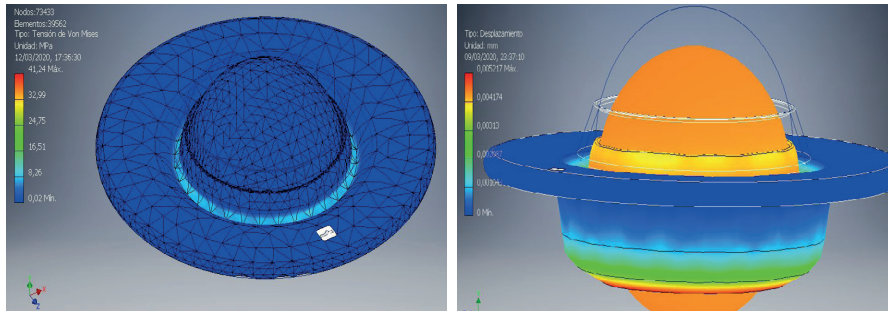 Nodos:73433
Elementos:39562
Tipo: Tensión de Von Mises
Unidad: MPa
12/03/2020, 17:36:30
41,24 Máx.
32,99
24,75
16,51
8,26
0,02 Mín.
Y
X
Z
Tipo: Desplazamiento
Unidad: mm
09/03/2020, 23:37:10
0,005217 Máx.
0,004174
0,00313
0 Mín.